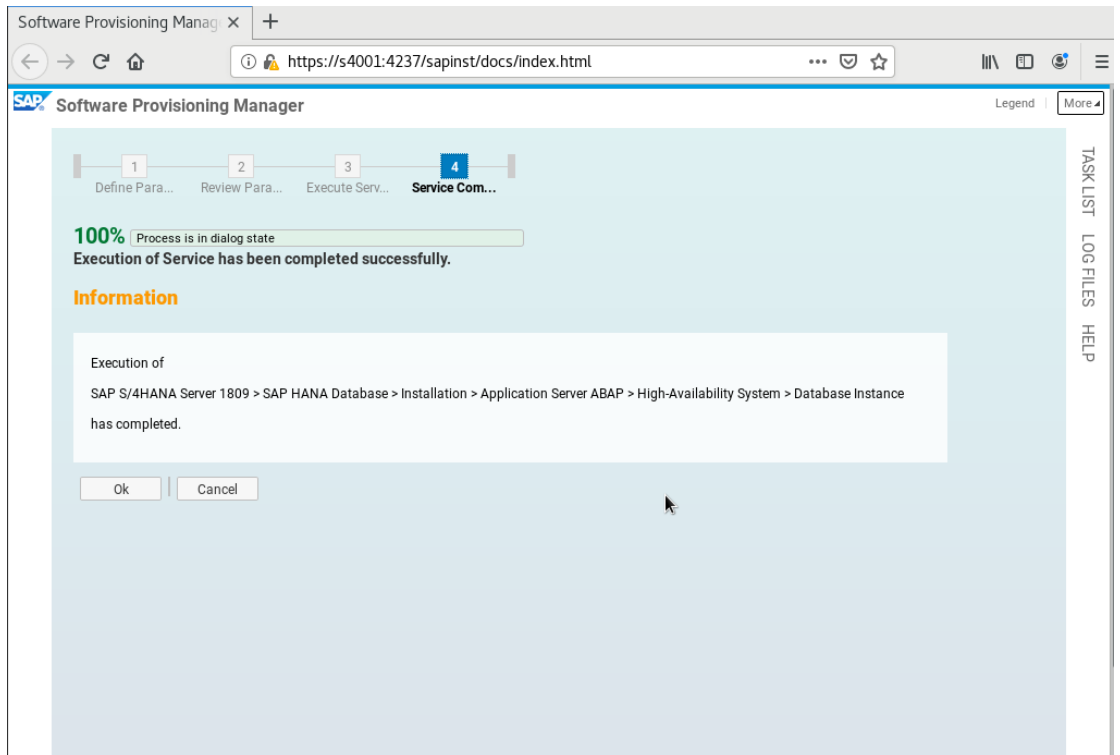 Software Provisioning Manag
https://s4001:4237/sapinst/docs/index.html
SAP Software Provisioning Manager
Legend
More
1
Define Para...
2
Review Para...
3
Execute Serv...
4
Service Com...
100% Process is in dialog state
Execution of Service has been completed successfully.
Information
Execution of
SAP S/4HANA Server 1809 > SAP HANA Database > Installation > Application Server ABAP > High-Availability System > Database Instance
has completed.
Ok
Cancel
TASK LIST
LOG FILES
HELP